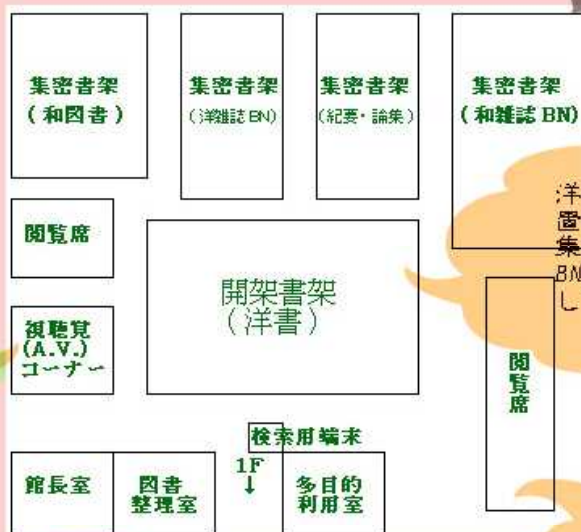 集密書架
(和図書)
集密書架
(洋雑誌BN)
集密書架
(紀要・論集)
集密書架
(和雑誌BN)
閲覧席
開架書架
(洋書)
視聴覚
(A.V.)
コーナー
洋
置
集
BN
し
閲覧席
検索用端末
1F
↓
館長室
図書
整理室
多目的
利用室